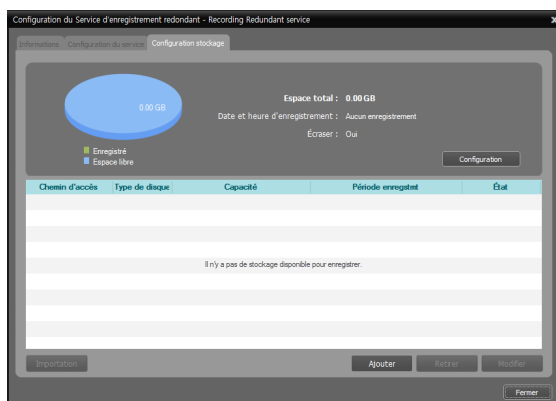 Configuration du Service d'enregistrement redondant - Recording Redundant service
x
Informations Configuration du service Configuration stockage
0.00 GB
Enregistré
Espace libre
Espace total : 0.00 GB
Date et heure d'enregistrement : Aucun enregistrement
Écraser : Oui
Configuration
Chemin d'accès Type de disque Capacité Période enregstmt État
Il n'y a pas de stockage disponible pour enregistrer.
Importation Ajouter Retirer Modifier
Fermer